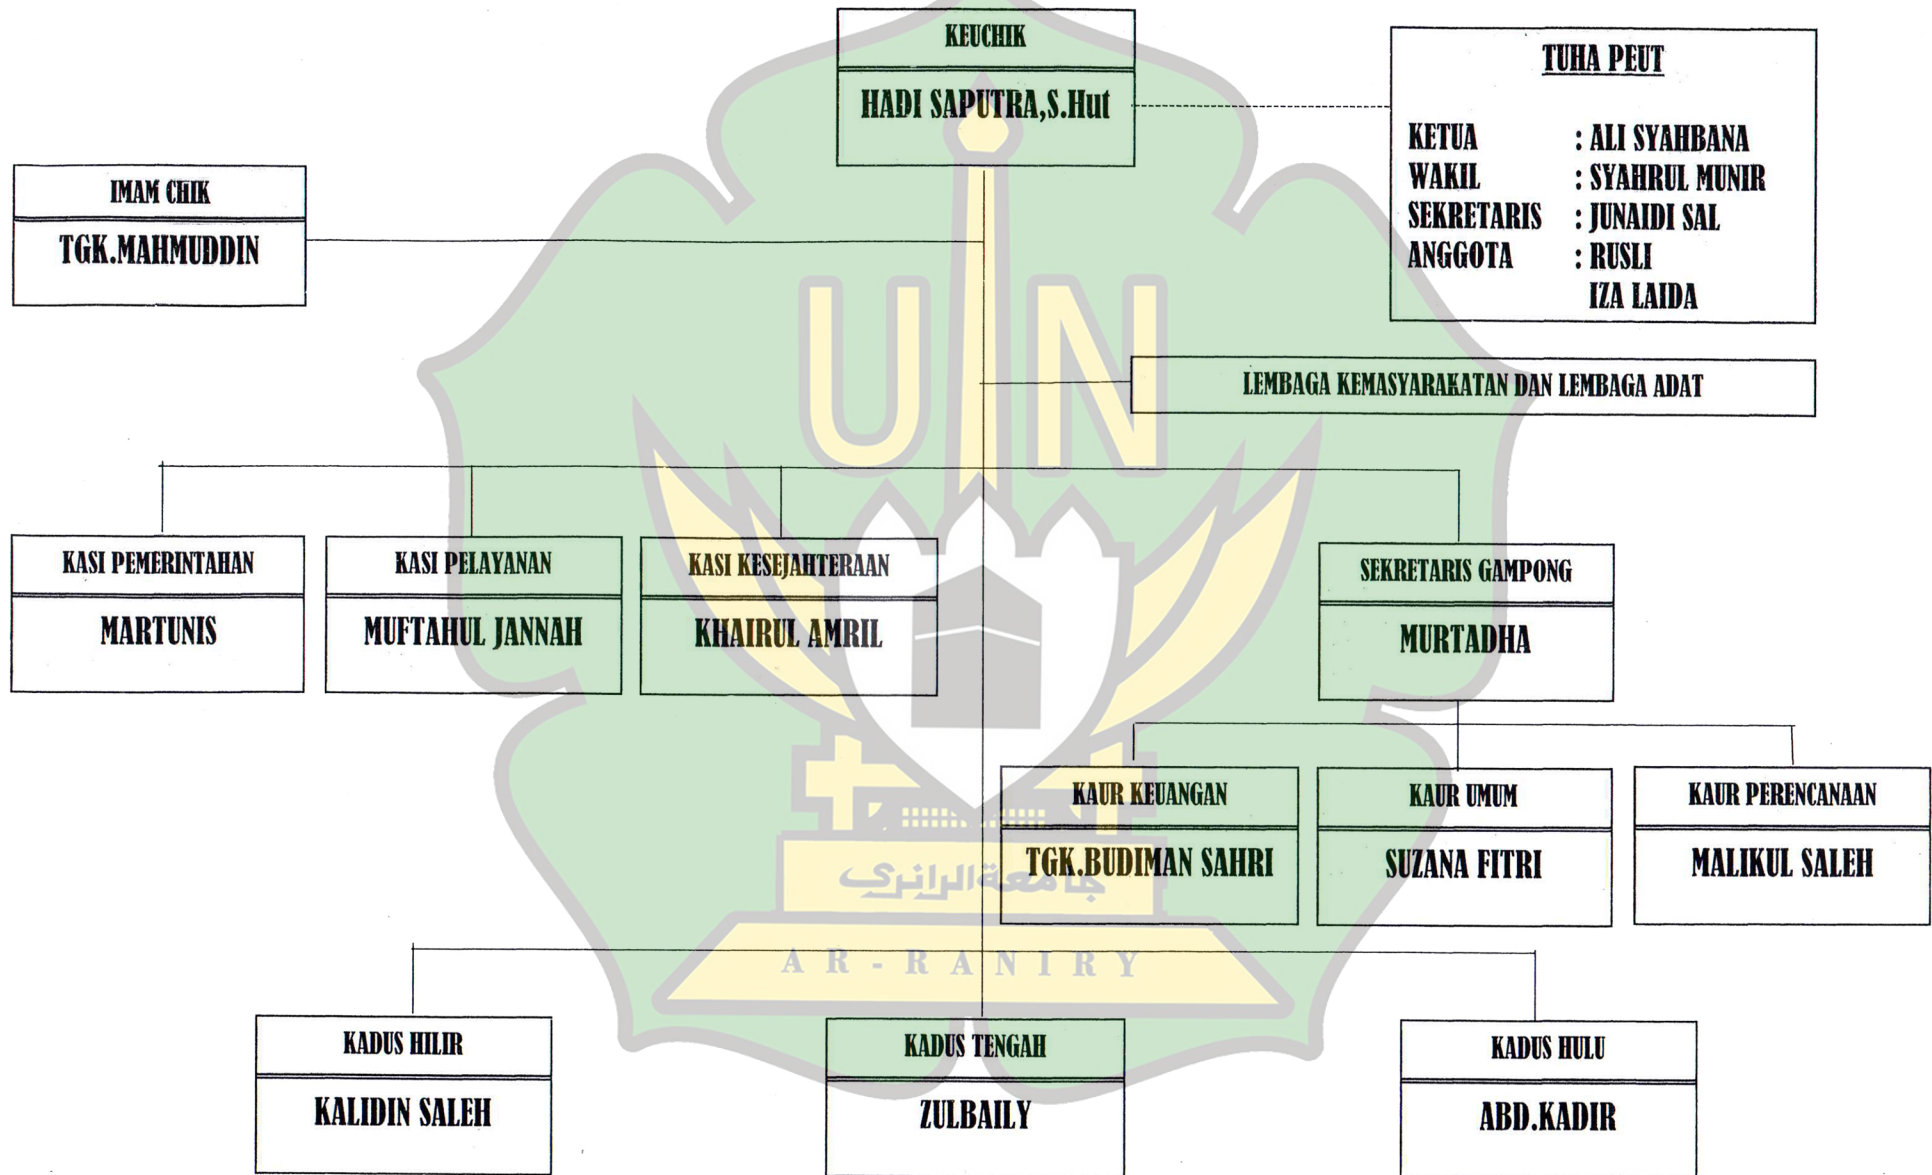 KEUCHIK
HADI SAPUTRA,S.Hut
TUHA PEUT
KETUA : ALI SYAHBANA
WAKIL : SYAHRUL MUNIR
SEKRETARIS : JUNAIDI SAL
ANGGOTA : RUSLI
IZA LAIDA
IMAM CHIK
TGK.MAHMUDDIN
UIN
LEMBAGA KEMASYARAKATAN DAN LEMBAGA ADAT
KASI PEMERINTAHAN
MARTUNIS
KASI PELAYANAN
MUFTAHUL JANNAH
KASI KESEJAHTERAAN
KHAIRUL AMRIL
SEKRETARIS GAMPONG
MURTADHA
KAUR KEUANGAN
TGK.BUDIMAN SAHRI
KAUR UMUM
SUZANA FITRI
KAUR PERENCANAAN
MALIKUL SALEH
جامعة الرانري
AR-RANIRY
KADUS HILIR
KALIDIN SALEH
KADUS TENGAH
ZULBAILY
KADUS HULU
ABD.KADIR